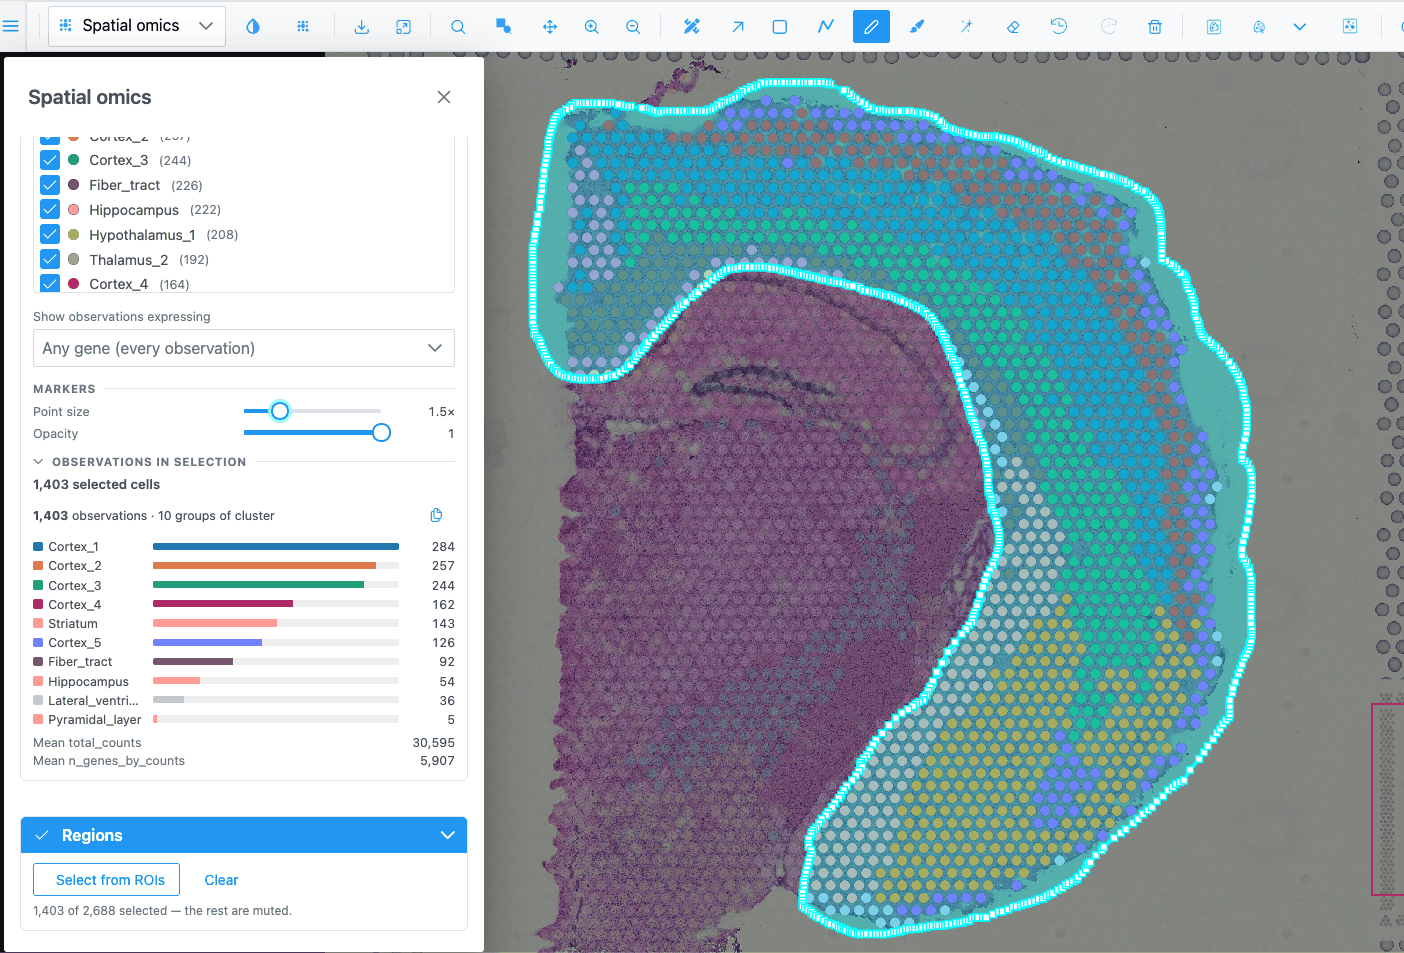 Spatial omics
Spatial omics
Cortex_2 (257)
Cortex_3 (244)
Fiber_tract (226)
Hippocampus (222)
Hypothalamus_1 (208)
Thalamus_2 (192)
Cortex_4 (164)
Show observations expressing
Any gene (every observation)
MARKERS
Point size 1.5×
Opacity 1
OBSERVATIONS IN SELECTION
1,403 selected cells
1,403 observations · 10 groups of cluster
Cortex_1 284
Cortex_2 257
Cortex_3 244
Cortex_4 162
Striatum 143
Cortex_5 126
Fiber_tract 92
Hippocampus 54
Lateral_ventri... 36
Pyramidal_layer 5
Mean total_counts 30,595
Mean n_genes_by_counts 5,907
Regions
Select from ROIs Clear
1,403 of 2,688 selected — the rest are muted.